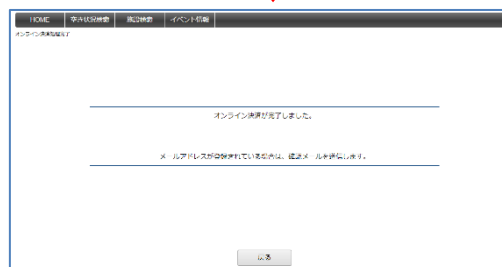 HOME 空き状況検索 施設検索 イベント情報
オンライン決済処理完了
オンライン決済が完了しました。
メールアドレスが登録されている場合は、確認メールを送信します。
戻る